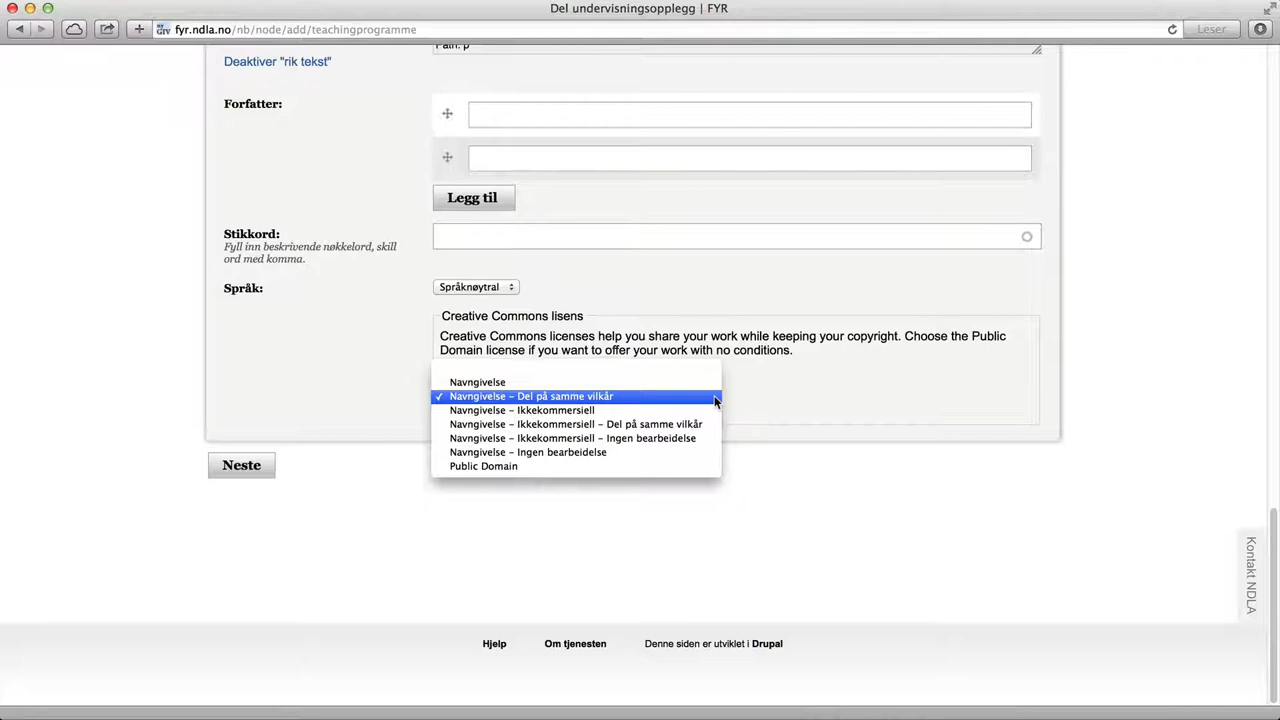 Del undervisningsopplegg | FYR
fyr.ndla.no/nb/node/add/teachingprogramme
Leser
Path: p
Deaktiver "rik tekst"
Forfatter:
Legg til
Stikkord:
Fyll inn beskrivende nøkkelord, skill
ord med komma.
Språk:
Språknøytral
Creative Commons lisens
Creative Commons licenses help you share your work while keeping your copyright. Choose the Public
Domain license if you want to offer your work with no conditions.
Navngivelse
✓ Navngivelse – Del på samme vilkår
Navngivelse – Ikkekommersiell
Navngivelse – Ikkekommersiell – Del på samme vilkår
Navngivelse – Ikkekommersiell – Ingen bearbeidelse
Navngivelse – Ingen bearbeidelse
Public Domain
Neste
Kontakt NDLA
Hjelp
Om tjenesten
Denne siden er utviklet i Drupal